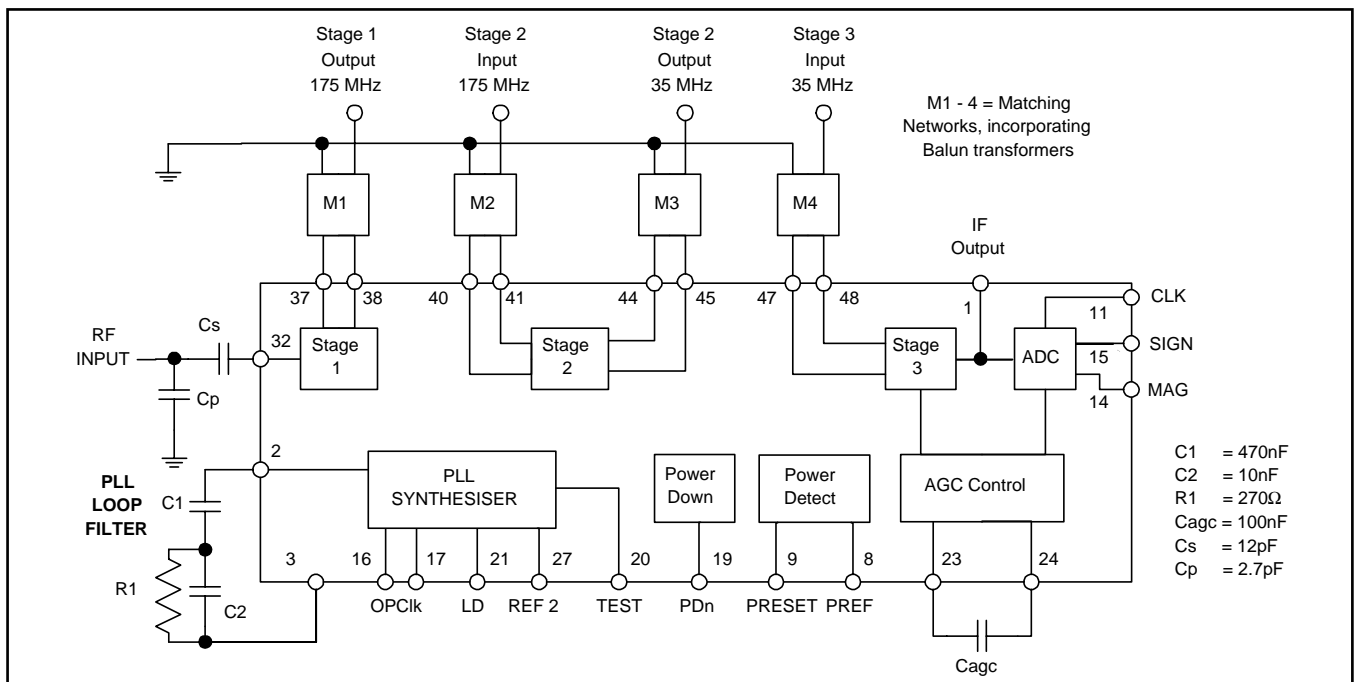 Stage 1
Output
175 MHz
Stage 2
Input
175 MHz
Stage 2
Output
35 MHz
Stage 3
Input
35 MHz
M1 - 4 = Matching
Networks, incorporating
Balun transformers
M1
M2
M3
M4
IF
Output
37
38
40
41
44
45
47
48
1
11
CLK
RF
INPUT
Cs
32
Stage
1
Stage
2
Stage
3
ADC
15
SIGN
14
MAG
Cp
2
PLL
SYNTHESISER
Power
Down
Power
Detect
AGC Control
PLL
LOOP
FILTER
C1
R1
C2
3
16
17
21
27
20
19
9
8
23
24
OPClk
LD
REF 2
TEST
PDn
PRESET
PREF
Cagc
C1 = 470nF
C2 = 10nF
R1 = 270Ω
Cagc = 100nF
Cs = 12pF
Cp = 2.7pF